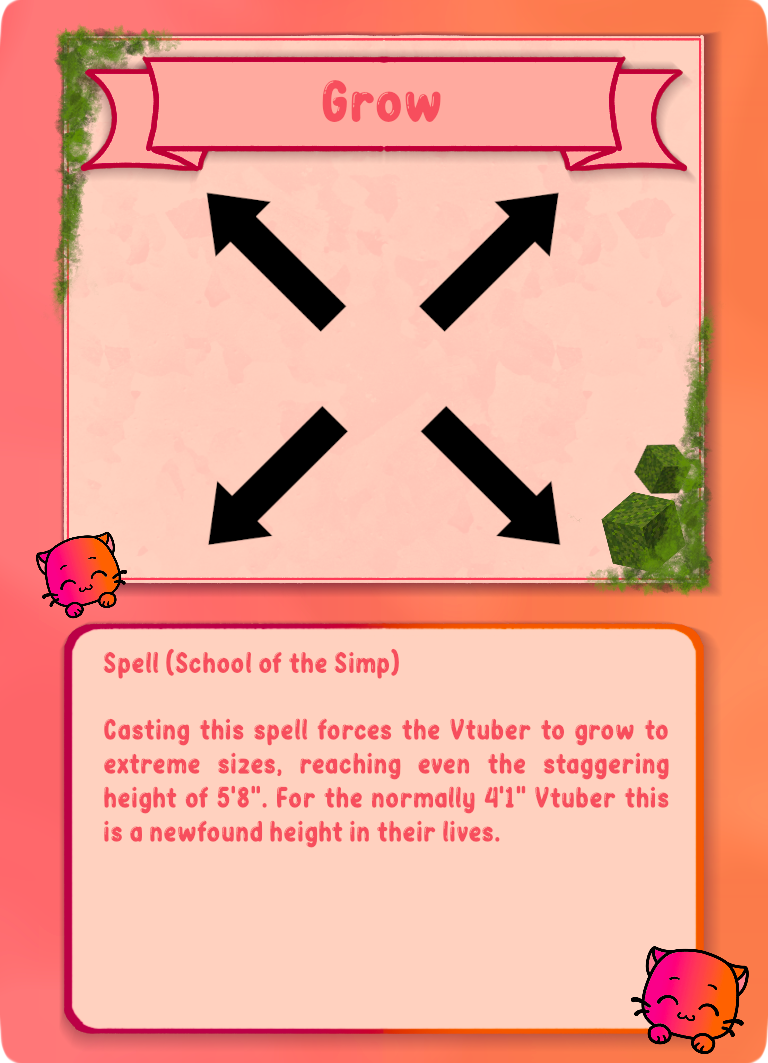 Grow
Spell (School of the Simp)
Casting this spell forces the Vtuber to grow to
extreme sizes, reaching even the staggering
height of 5'8". For the normally 4'1" Vtuber this
is a newfound height in their lives.